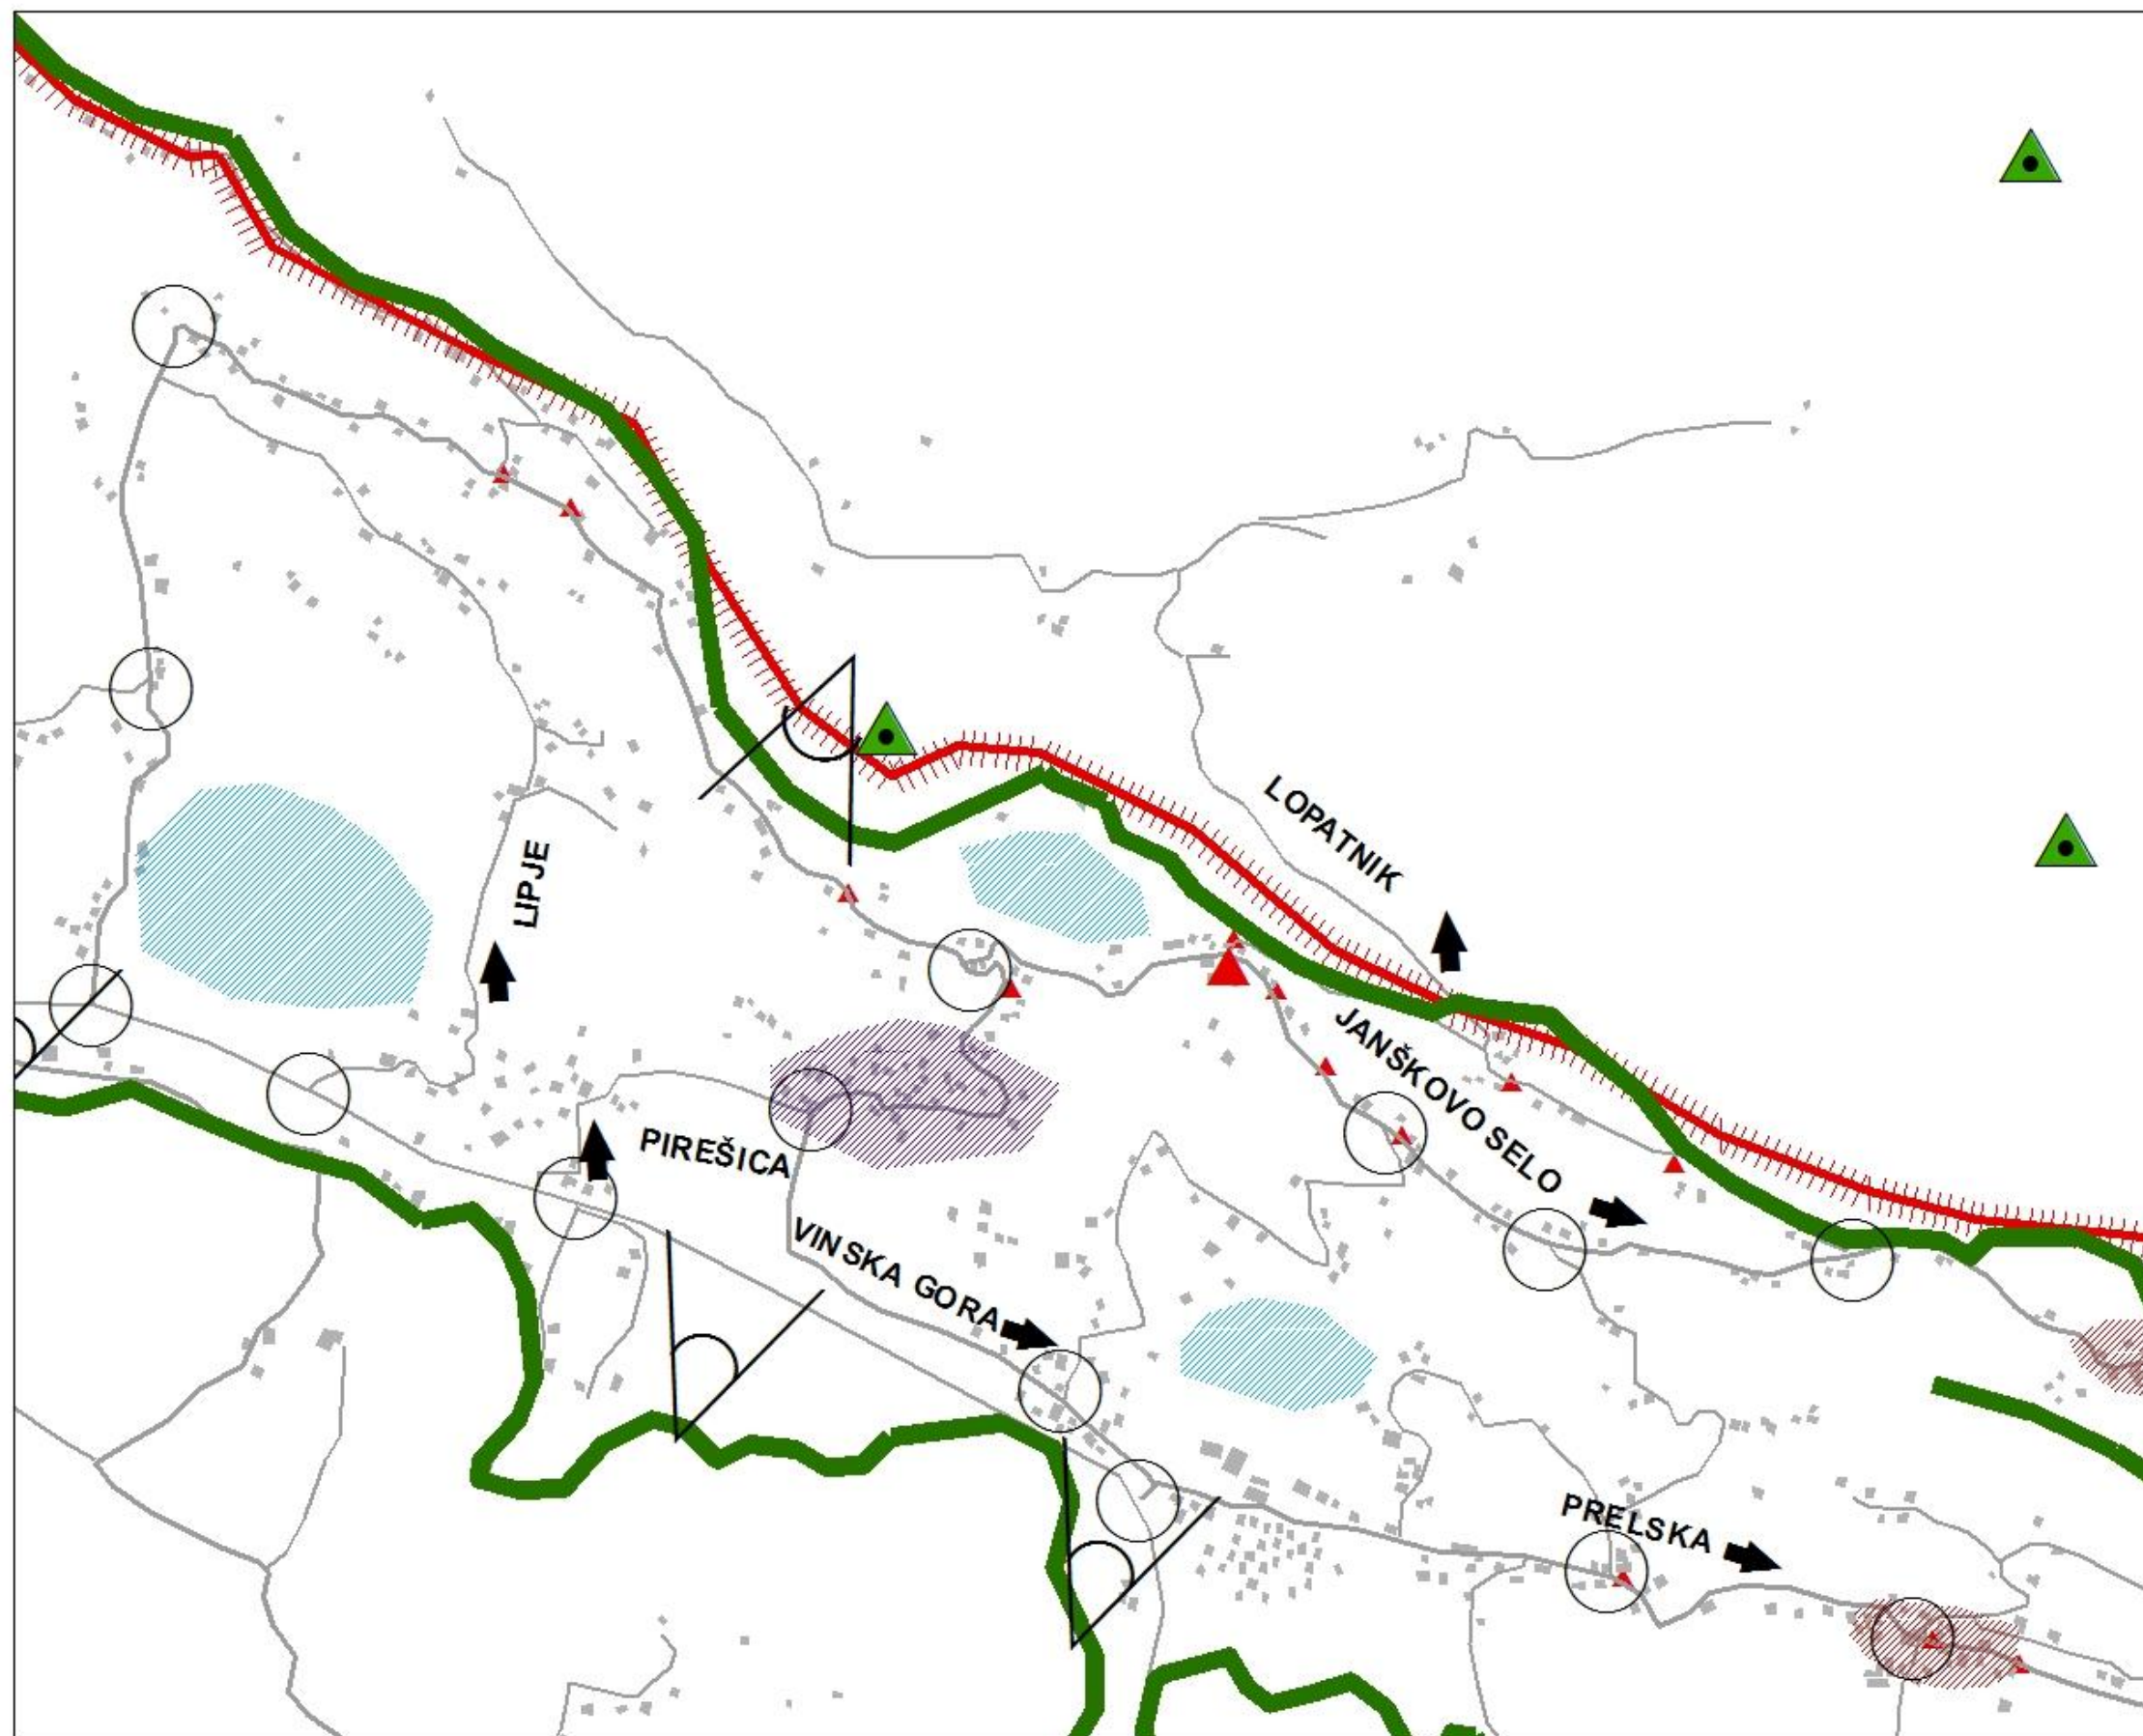 LOPATNIK
LIPJE
JANŠKOVO SELO
PIREŠICA
VINSKA GORA
PRELSKA